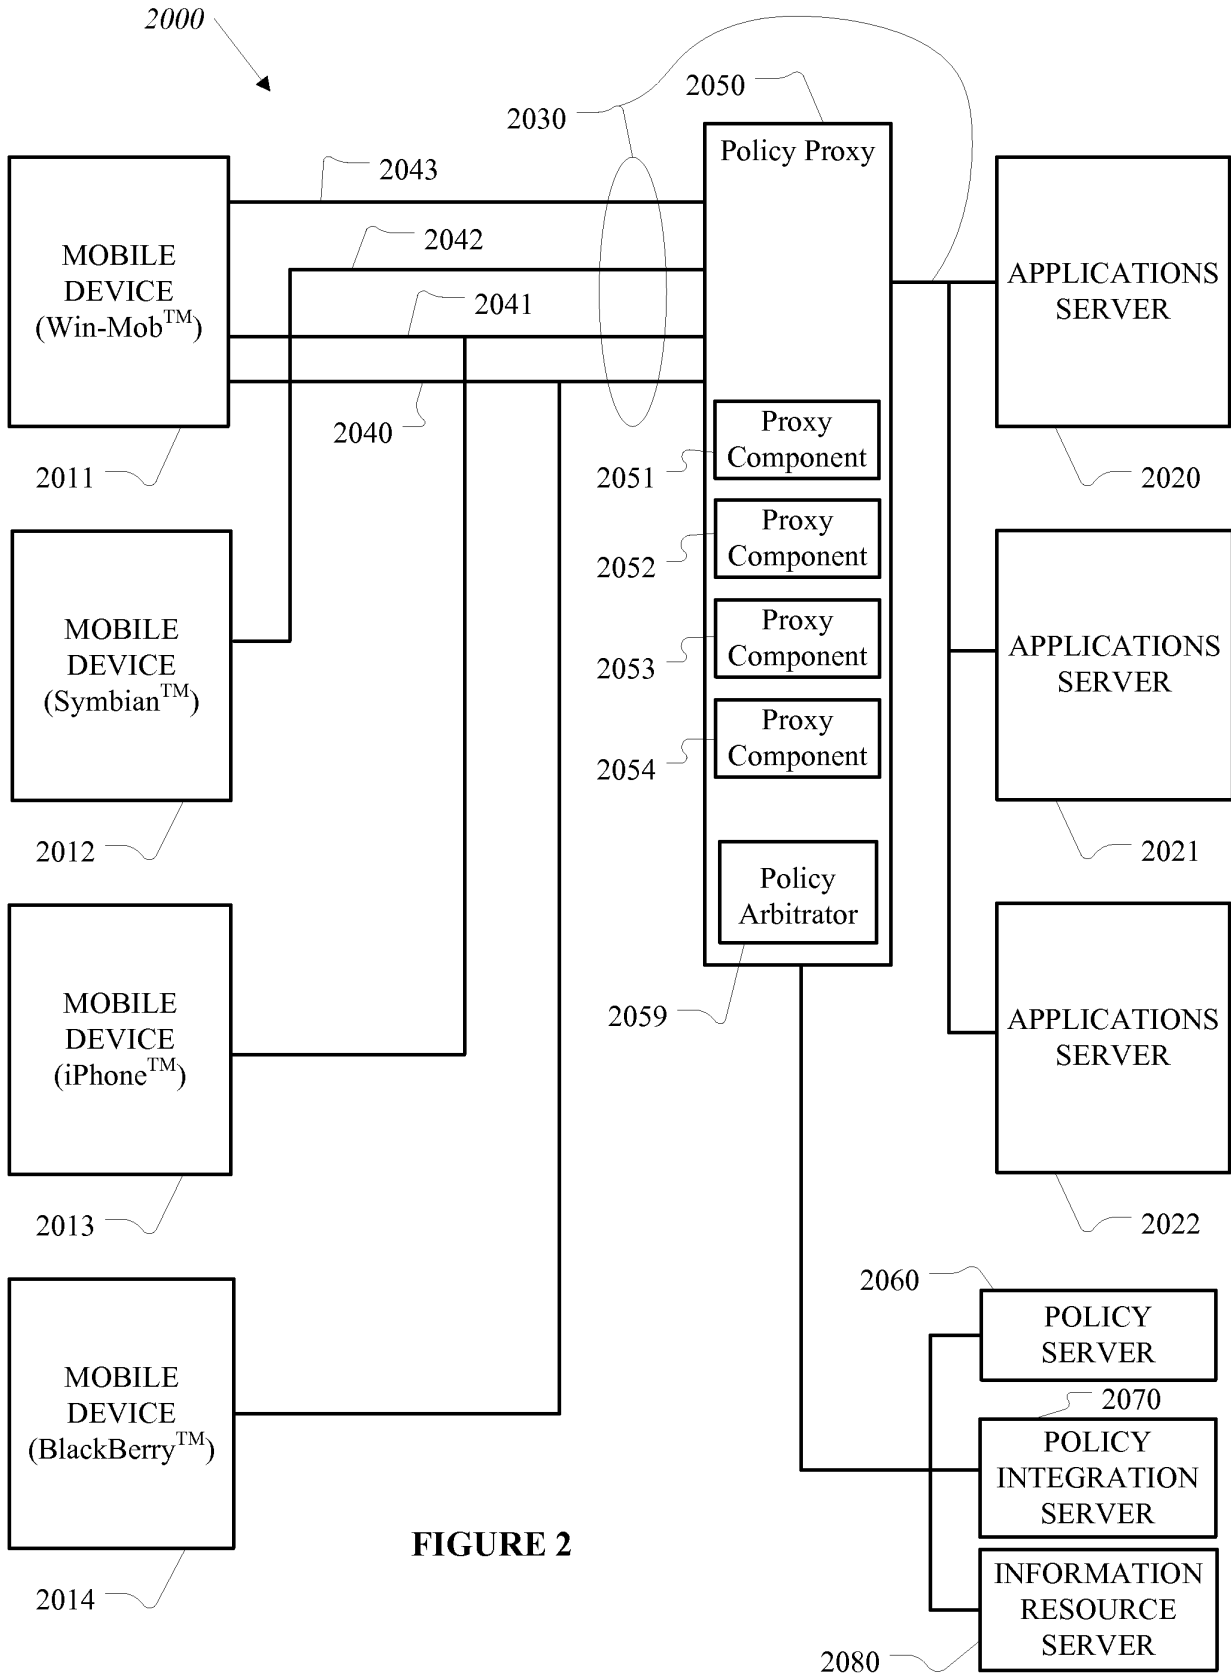 2000
2050
2030
Policy Proxy
2043
MOBILE
DEVICE
(Win-Mob™)
2042
2041
2040
APPLICATIONS
SERVER
2011
2020
Proxy
Component
2051
Proxy
Component
2052
Proxy
Component
2053
Proxy
Component
2054
MOBILE
DEVICE
(Symbian™)
2012
APPLICATIONS
SERVER
2021
Policy
Arbitrator
2059
MOBILE
DEVICE
(iPhone™)
2013
APPLICATIONS
SERVER
2022
2060
POLICY
SERVER
2070
POLICY
INTEGRATION
SERVER
MOBILE
DEVICE
(BlackBerry™)
2014
FIGURE 2
INFORMATION
RESOURCE
SERVER
2080